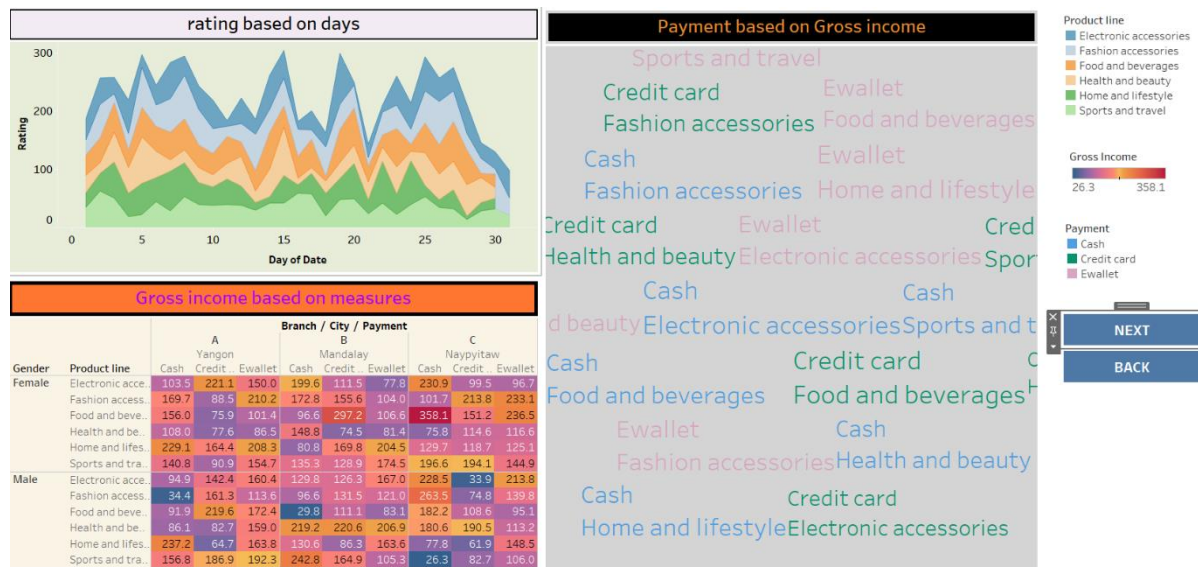 rating based on days
300
200
100
0
Rating
0 5 10 15 20 25 30
Day of Date
Gross income based on measures
Branch / City / Payment
A B C
Yangon Mandalay Naypyitaw
Gender Product line Cash Credit .. Ewallet Cash Credit .. Ewallet Cash Credit .. Ewallet
Female Electronic acce.. 103.5 221.1 150.0 199.6 111.5 77.8 230.9 99.5 96.7
Fashion access.. 169.7 88.5 210.2 172.8 155.6 104.0 101.7 213.8 233.1
Food and beve.. 156.0 75.9 101.4 96.6 297.2 106.6 358.1 151.2 236.5
Health and be.. 108.0 77.6 86.5 148.8 74.5 81.4 75.8 114.6 116.6
Home and lifes.. 229.1 164.4 208.3 80.8 169.8 204.5 129.7 118.7 125.1
Sports and tra.. 140.8 90.9 154.7 135.3 128.9 174.5 196.6 194.1 144.9
Male Electronic acce.. 94.9 142.4 160.4 129.8 126.3 167.0 228.5 33.9 213.8
Fashion access.. 34.4 161.3 113.6 96.6 131.5 121.0 263.5 74.8 139.8
Food and beve.. 91.9 219.6 172.4 29.8 111.1 83.1 182.2 108.6 95.1
Health and be.. 86.1 82.7 159.0 219.2 220.6 206.9 180.6 190.5 113.2
Home and lifes.. 237.2 64.7 163.8 130.6 86.3 163.6 77.8 61.9 148.5
Sports and tra.. 156.8 186.9 192.3 242.8 164.9 105.3 26.3 82.7 106.0
Payment based on Gross income
Sports and travel
Credit card
Fashion accessories
Ewallet
Food and beverages
Cash
Fashion accessories
Ewallet
Home and lifestyle
Credit card
Health and beauty
Ewallet
Electronic accessories
Cred
Spor
d beauty
Cash
Electronic accessories
Cash
Sports and t
Cash
Food and beverages
Credit card
Food and beverages
C
H
Ewallet
Fashion accessories
Cash
Health and beauty
Cash
Home and lifestyle
Credit card
Electronic accessories
Product line
Electronic accessories
Fashion accessories
Food and beverages
Health and beauty
Home and lifestyle
Sports and travel
Gross Income
26.3 358.1
Payment
Cash
Credit card
Ewallet
NEXT
BACK